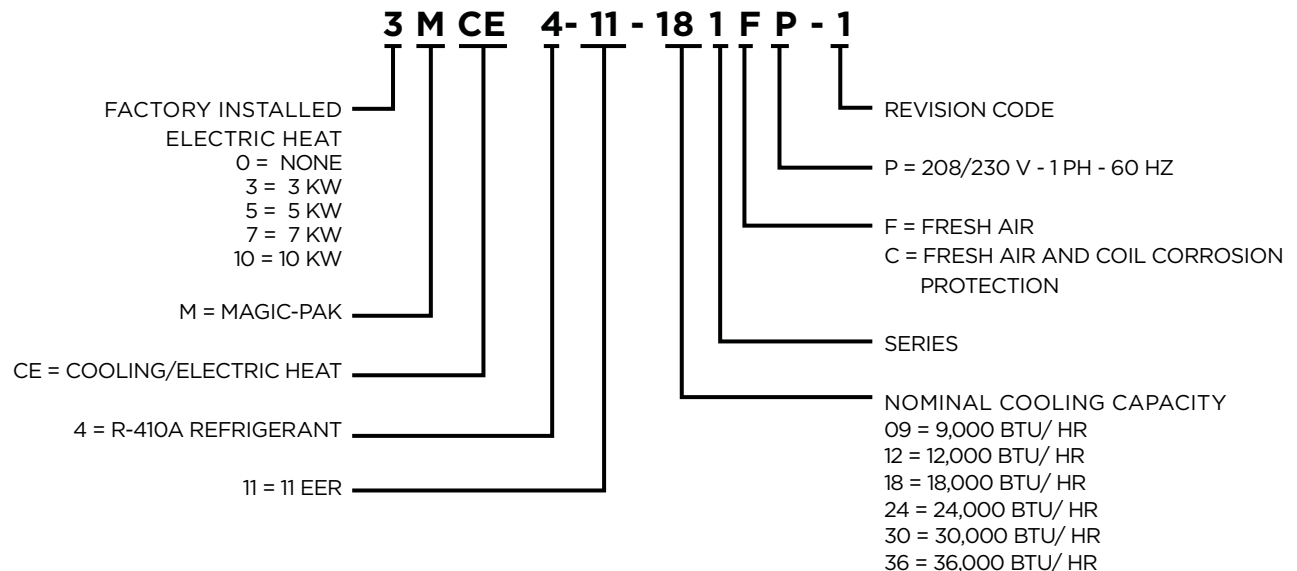 3 M CE 4- 11 - 18 1 F P - 1
FACTORY INSTALLED
ELECTRIC HEAT
0 = NONE
3 = 3 KW
5 = 5 KW
7 = 7 KW
10 = 10 KW
M = MAGIC-PAK
CE = COOLING/ELECTRIC HEAT
4 = R-410A REFRIGERANT
11 = 11 EER
REVISION CODE
P = 208/230 V - 1 PH - 60 HZ
F = FRESH AIR
C = FRESH AIR AND COIL CORROSION
PROTECTION
SERIES
NOMINAL COOLING CAPACITY
09 = 9,000 BTU/ HR
12 = 12,000 BTU/ HR
18 = 18,000 BTU/ HR
24 = 24,000 BTU/ HR
30 = 30,000 BTU/ HR
36 = 36,000 BTU/ HR